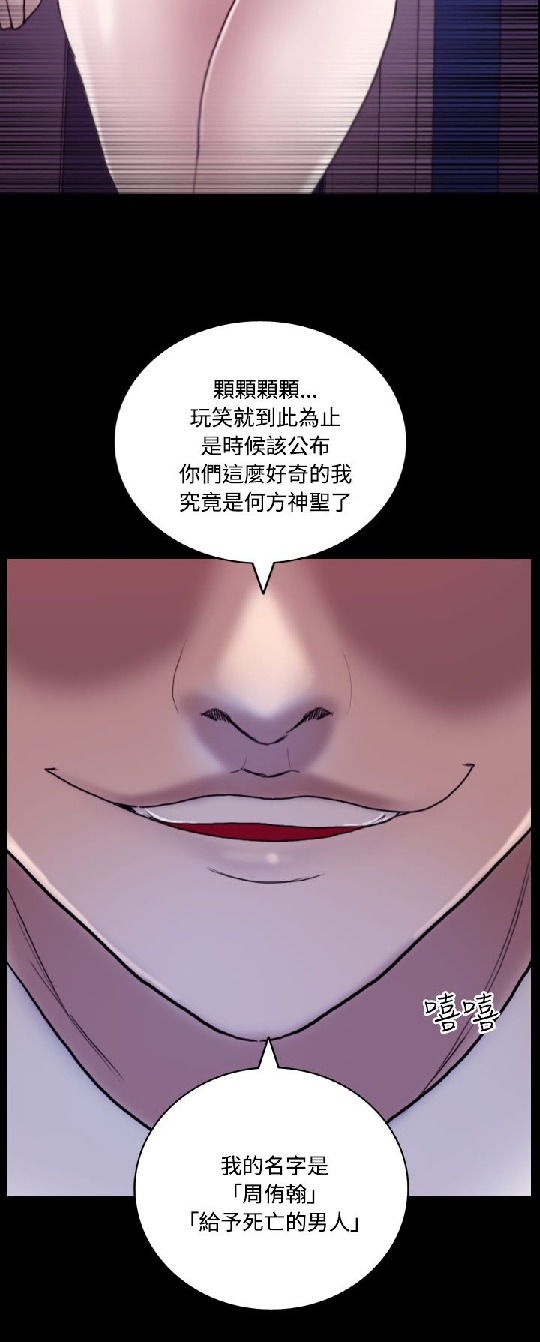 顆顆顆顆...
玩笑就到此為止
是時候該公布
你們這麼好奇的我
究竟是何方神聖了
嘻嘻
我的名字是
「周侑翰」
「給予死亡的男人」